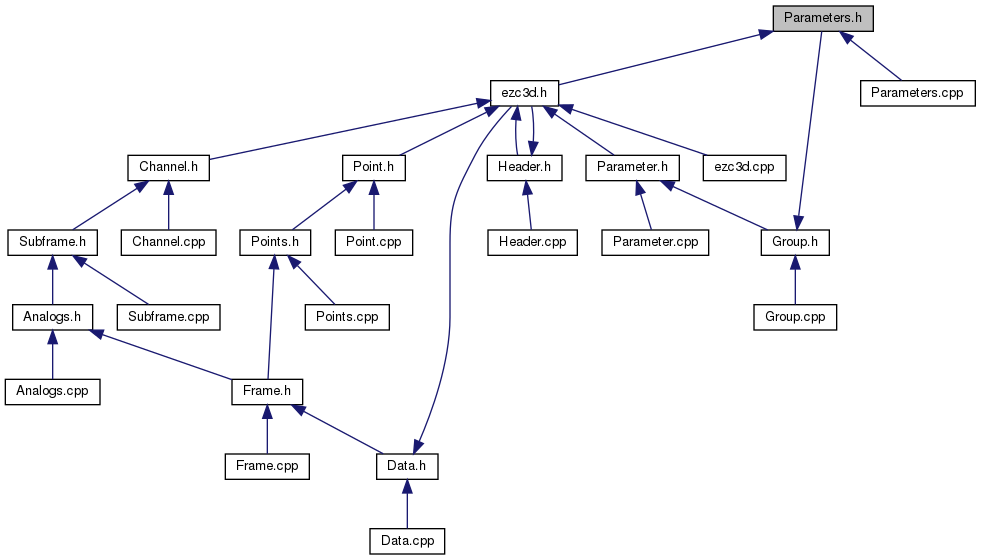 Parameters.h
ezc3d.h
Parameters.cpp
Channel.h
Point.h
Header.h
Parameter.h
ezc3d.cpp
Subframe.h
Channel.cpp
Points.h
Point.cpp
Header.cpp
Parameter.cpp
Group.h
Analogs.h
Subframe.cpp
Points.cpp
Group.cpp
Analogs.cpp
Frame.h
Frame.cpp
Data.h
Data.cpp